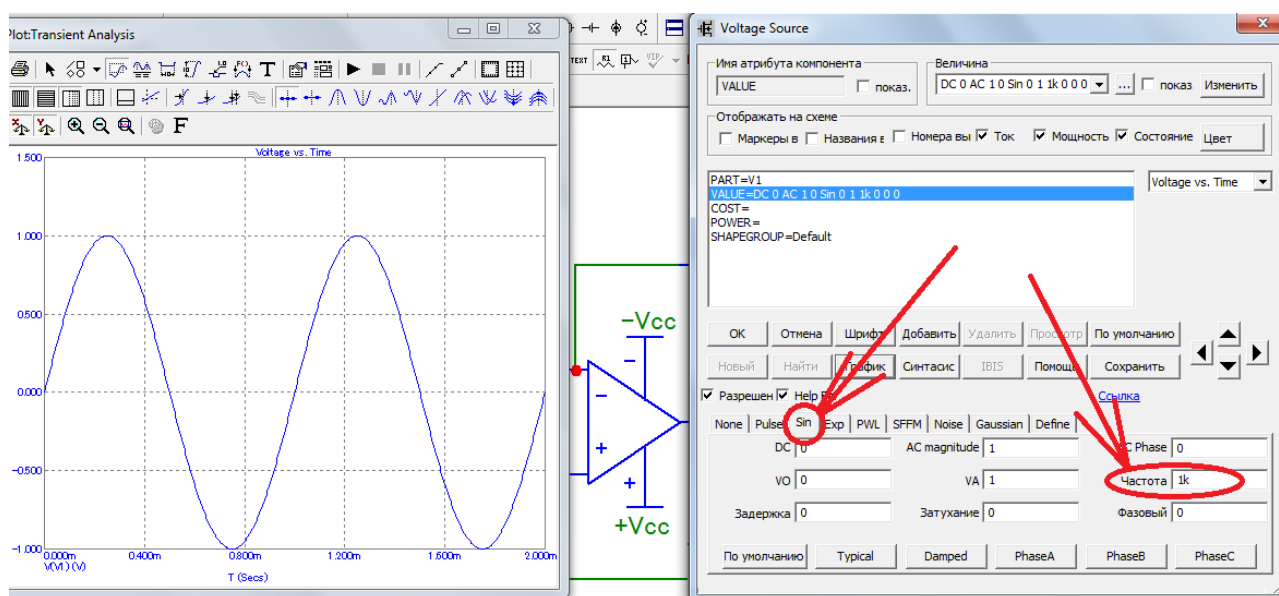 Plot:Transient Analysis
T
F
Voltage vs. Time
1.500
1.000
0.500
0.000
-0.500
-1.000
0.000m 0.400m 0.800m 1.200m 1.600m 2.000m
V(V1) (V)
T (Secs)
TEXT R1 VIP
-Vcc
+Vcc
Voltage Source
Имя атрибута компонента
VALUE
показ.
Величина
DC 0 AC 1 0 Sin 0 1 1k 0 0 0
...
показ
Изменить
Отображать на схеме
Маркеры в Названия в Номера вы Ток Мощность Состояние Цвет
PART=V1
VALUE=DC 0 AC 1 0 Sin 0 1 1k 0 0 0
COST=
POWER=
SHAPEGROUP=Default
Voltage vs. Time
OK Отмена Шрифт Добавить Удалить Просмотр По умолчанию
Новый Найти График Синтасис IBIS Помощь Сохранить
Разрешен Help Ссылка
None Pulse Sin Exp PWL SFFM Noise Gaussian Define
DC 0 AC magnitude 1 Phase 0
VO 0 VA 1 Частота 1k
Задержка 0 Затухание 0 Фазовый 0
По умолчанию Typical Damped PhaseA PhaseB PhaseC